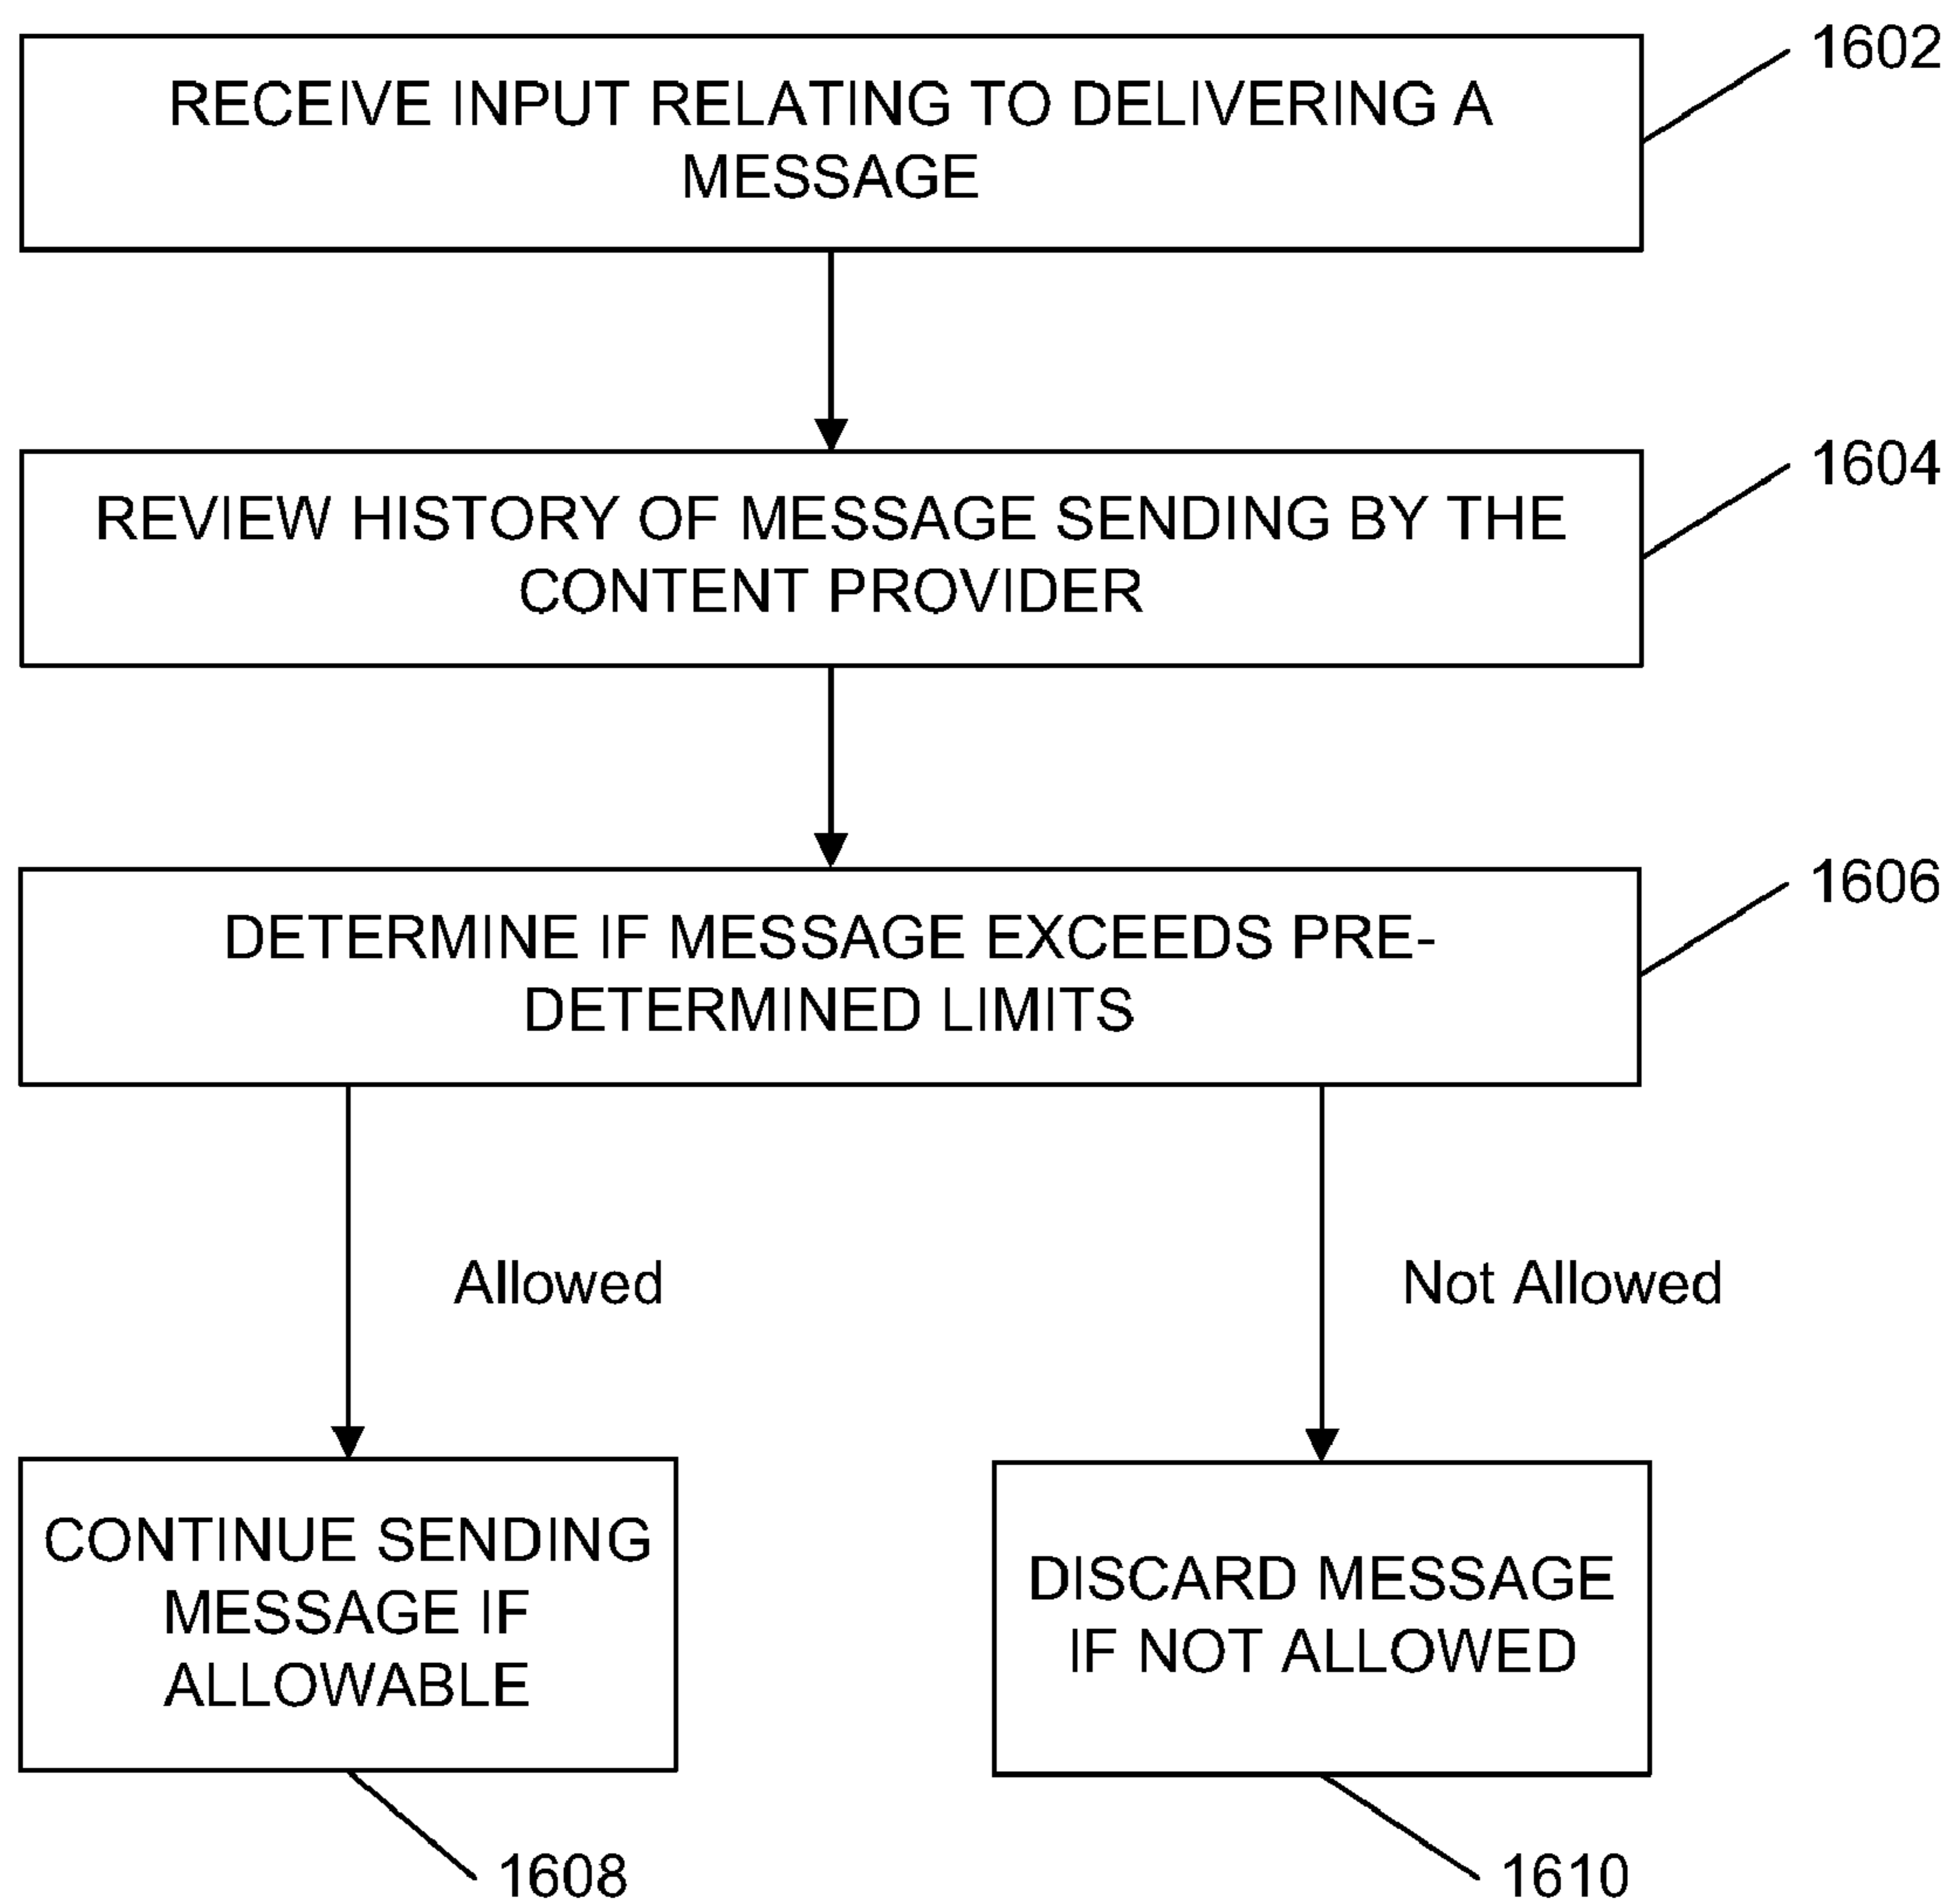 1602
RECEIVE INPUT RELATING TO DELIVERING A
MESSAGE
1604
REVIEW HISTORY OF MESSAGE SENDING BY THE
CONTENT PROVIDER
1606
DETERMINE IF MESSAGE EXCEEDS PRE-
DETERMINED LIMITS
Allowed
Not Allowed
CONTINUE SENDING
MESSAGE IF
ALLOWABLE
DISCARD MESSAGE
IF NOT ALLOWED
1608
1610